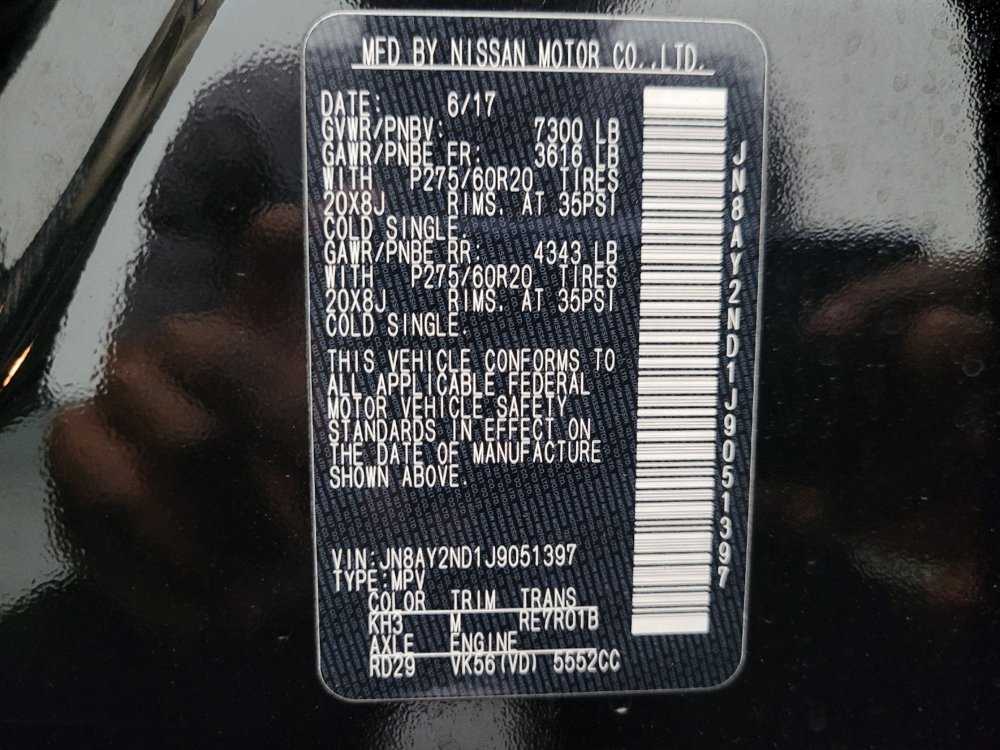 MFD BY NISSAN MOTOR CO.,LTD.
DATE: 6/17
GVWR/PNBV: 7300 LB
GAWR/PNBE FR: 3616 LB
WITH P275/60R20 TIRES
20X8J RIMS. AT 35PSI
COLD SINGLE.
GAWR/PNBE RR: 4343 LB
WITH P275/60R20 TIRES
20X8J RIMS. AT 35PSI
COLD SINGLE.
THIS VEHICLE CONFORMS TO
ALL APPLICABLE FEDERAL
MOTOR VEHICLE SAFETY
STANDARDS IN EFFECT ON
THE DATE OF MANUFACTURE
SHOWN ABOVE.
VIN:JN8AY2ND1J9051397
TYPE:MPV
COLOR TRIM TRANS
KH3 M RE7R01B
AXLE ENGINE
RD29 VK56(VD) 5552CC
JN8AY2ND1J9051397